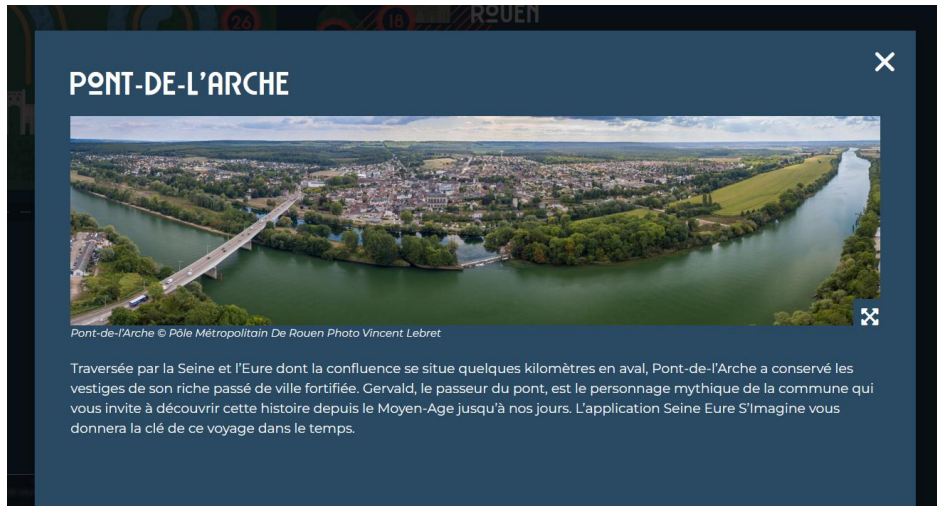 26
18
ROUEN
PONT-DE-L'ARCHE
Pont-de-l'Arche © Pôle Métropolitain De Rouen Photo Vincent Lebret
Traversée par la Seine et l'Eure dont la confluence se situe quelques kilomètres en aval, Pont-de-l'Arche a conservé les
vestiges de son riche passé de ville fortifiée. Gervald, le passeur du pont, est le personnage mythique de la commune qui
vous invite à découvrir cette histoire depuis le Moyen-Age jusqu'à nos jours. L'application Seine Eure S'Imagine vous
donnera la clé de ce voyage dans le temps.